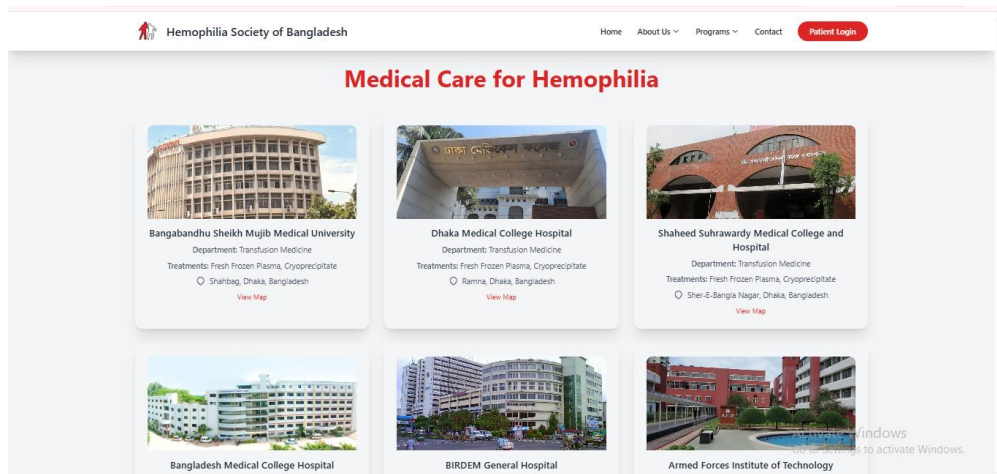 Hemophilia Society of Bangladesh
Home About Us Programs Contact Patient Login
Medical Care for Hemophilia
ঢাকা মেডিকেল কলেজ
Bangabandhu Sheikh Mujib Medical University
Department: Transfusion Medicine
Treatments: Fresh Frozen Plasma, Cryoprecipitate
Shahbag, Dhaka, Bangladesh
View Map
Dhaka Medical College Hospital
Department: Transfusion Medicine
Treatments: Fresh Frozen Plasma, Cryoprecipitate
Ramna, Dhaka, Bangladesh
View Map
Shaheed Suhrawardy Medical College and
Hospital
Department: Transfusion Medicine
Treatments: Fresh Frozen Plasma, Cryoprecipitate
Sher-E-Bangla Nagar, Dhaka, Bangladesh
View Map
AFIP
Bangladesh Medical College Hospital
BIRDEM General Hospital
Armed Forces Institute of Technology
Activate Windows
Go to Settings to activate Windows.